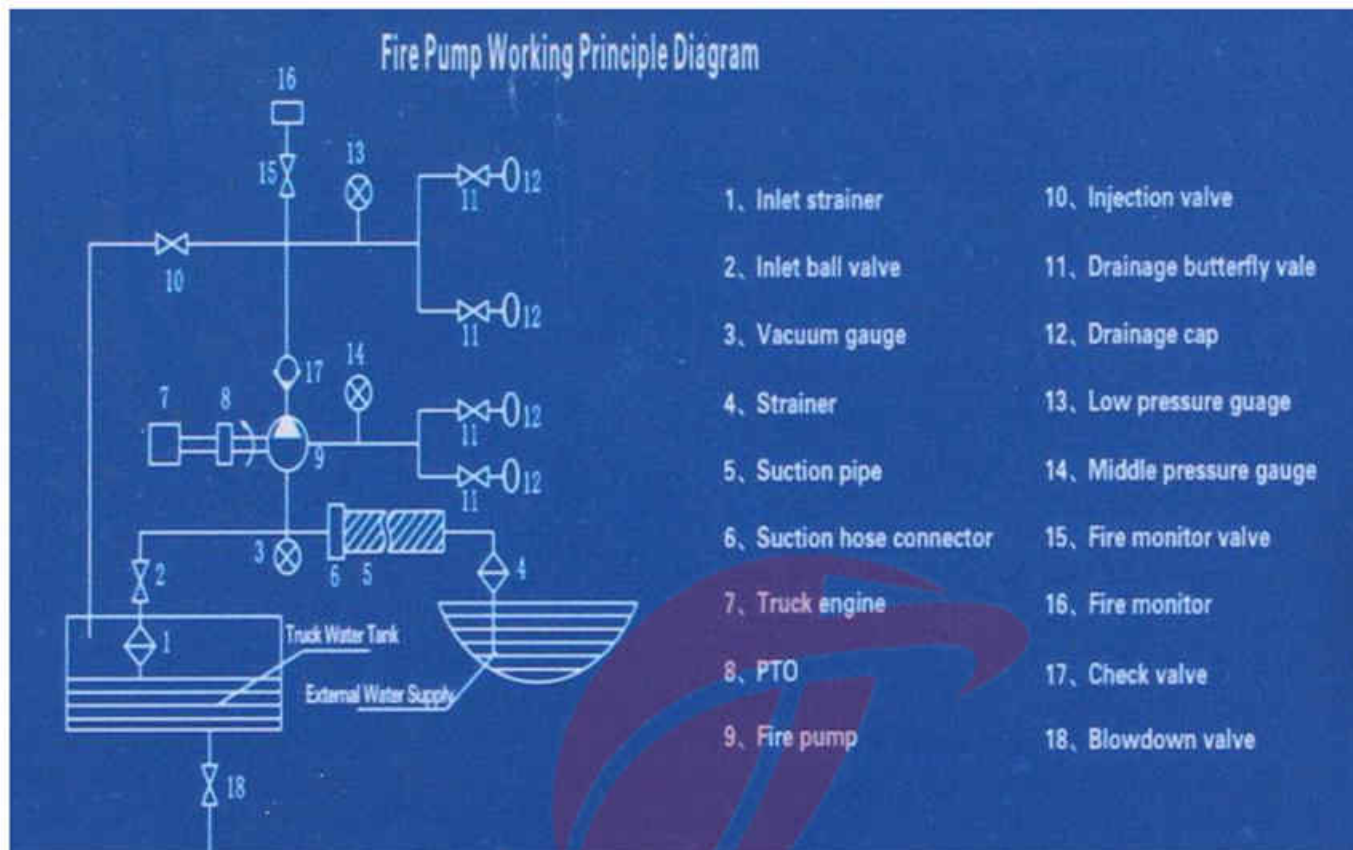 Fire Pump Working Principle Diagram
16
13
15
11
12
10
11
12
17
14
7
8
11
12
9
11
12
3
6
5
4
2
1
Truck Water Tank
External Water Supply
18
1、Inlet strainer
2、Inlet ball valve
3、Vacuum gauge
4、Strainer
5、Suction pipe
6、Suction hose connector
7、Truck engine
8、PTO
9、Fire pump
10、Injection valve
11、Drainage butterfly vale
12、Drainage cap
13、Low pressure guage
14、Middle pressure gauge
15、Fire monitor valve
16、Fire monitor
17、Check valve
18、Blowdown valve